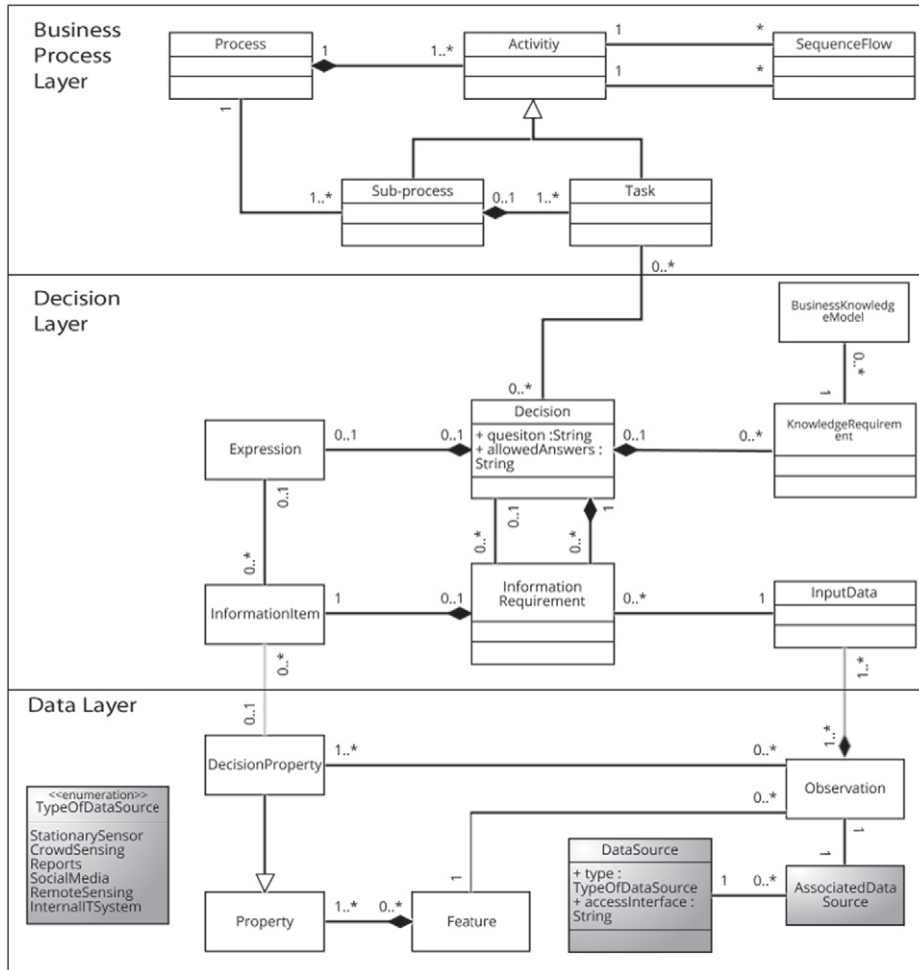 Business
Process
Layer
Process
1
1..*
Activitiy
1
*
SequenceFlow
1
*
1
1..*
Sub-process
0..1
1..*
Task
0..*
Decision
Layer
BusinessKnowledg
eModel
0..*
1
0..*
Decision
+ quesiton :String
+ allowedAnswers :
String
Expression
0..1
0..1
0..1
0..*
KnowledgeRequirem
ent
0..1
0..*
0..1
0..*
1
0..*
InformationItem
1
0..1
Information
Requirement
0..*
1
InputData
0..*
1..*
Data Layer
0..1
DecisionProperty
1..*
0..*
1..*
Observation
0..*
<<enumeration>>
TypeOfDataSource
StationarySensor
CrowdSensing
Reports
SocialMedia
RemoteSensing
InternalITSystem
1
1
DataSource
+ type :
TypeOfDataSource
+ accessInterface :
String
1
0..*
AssociatedData
Source
Property
1..*
0..*
1
Feature